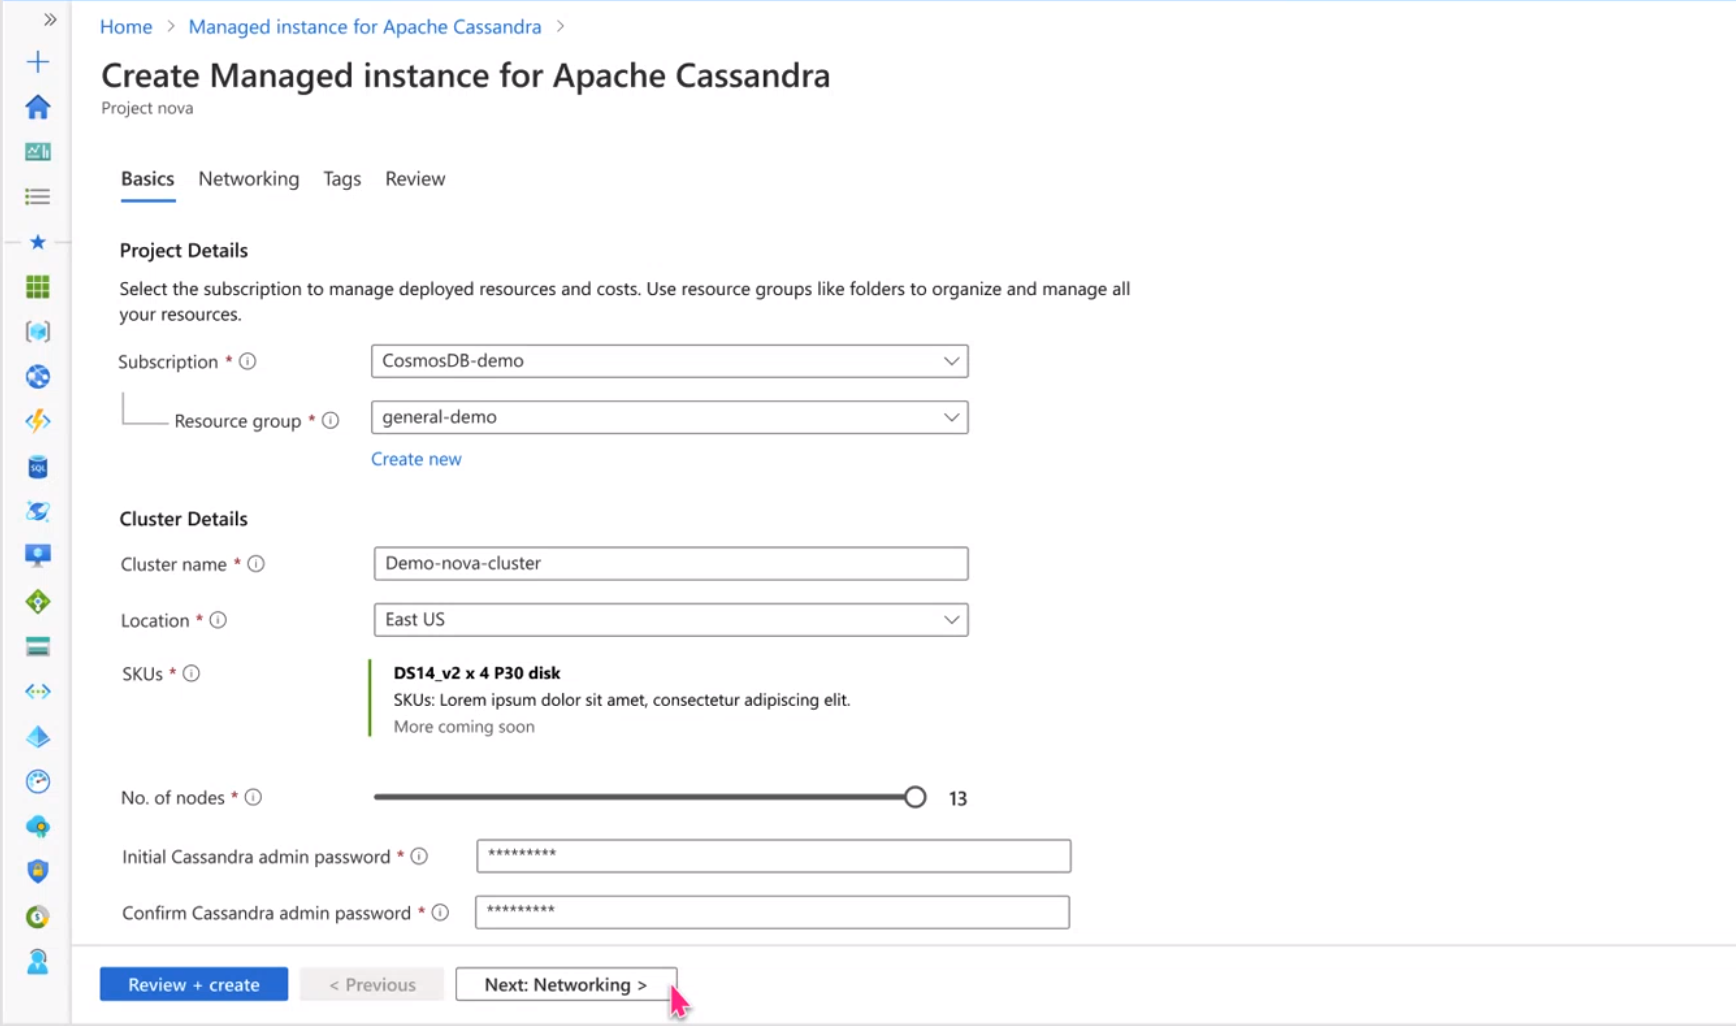 Home > Managed instance for Apache Cassandra >
Create Managed instance for Apache Cassandra
Project nova
Basics Networking Tags Review
Project Details
Select the subscription to manage deployed resources and costs. Use resource groups like folders to organize and manage all
your resources.
Subscription * CosmosDB-demo
Resource group * general-demo
Create new
Cluster Details
Cluster name * Demo-nova-cluster
Location * East US
SKUs * DS14_v2 x 4 P30 disk
SKUs: Lorem ipsum dolor sit amet, consectetur adipiscing elit.
More coming soon
No. of nodes * 13
Initial Cassandra admin password * *********
Confirm Cassandra admin password * *********
Review + create < Previous Next: Networking >
SQL